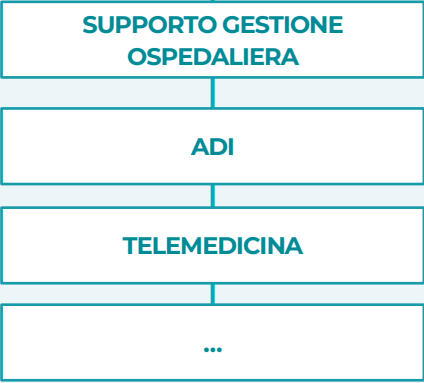 SUPPORTO GESTIONE
OSPEDALIERA
ADI
TELEMEDICINA
...